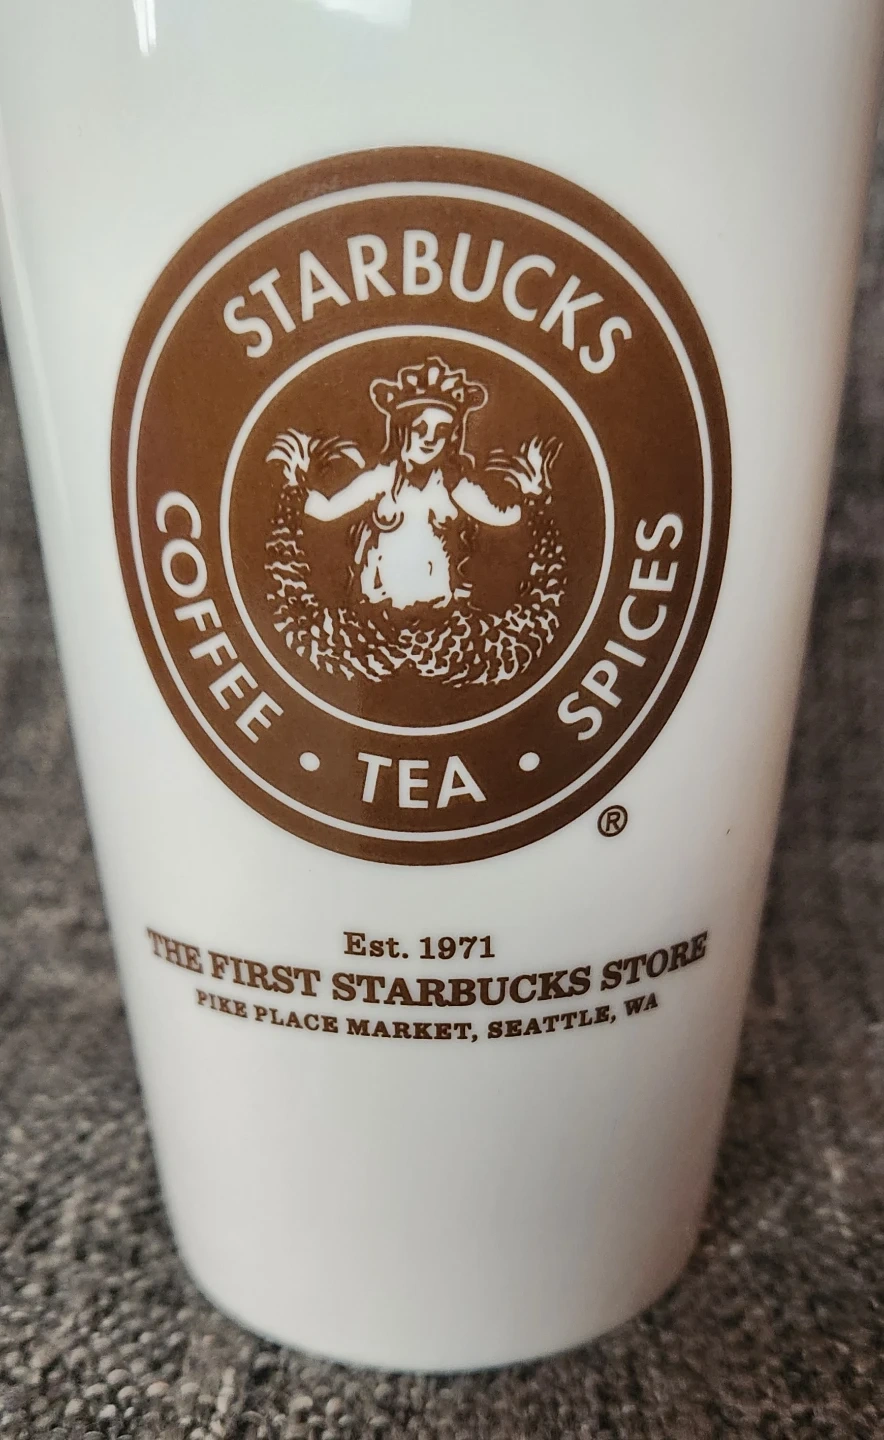 STARBUCKS
COFFEE • TEA • SPICES
®
Est. 1971
THE FIRST STARBUCKS STORE
PIKE PLACE MARKET, SEATTLE, WA